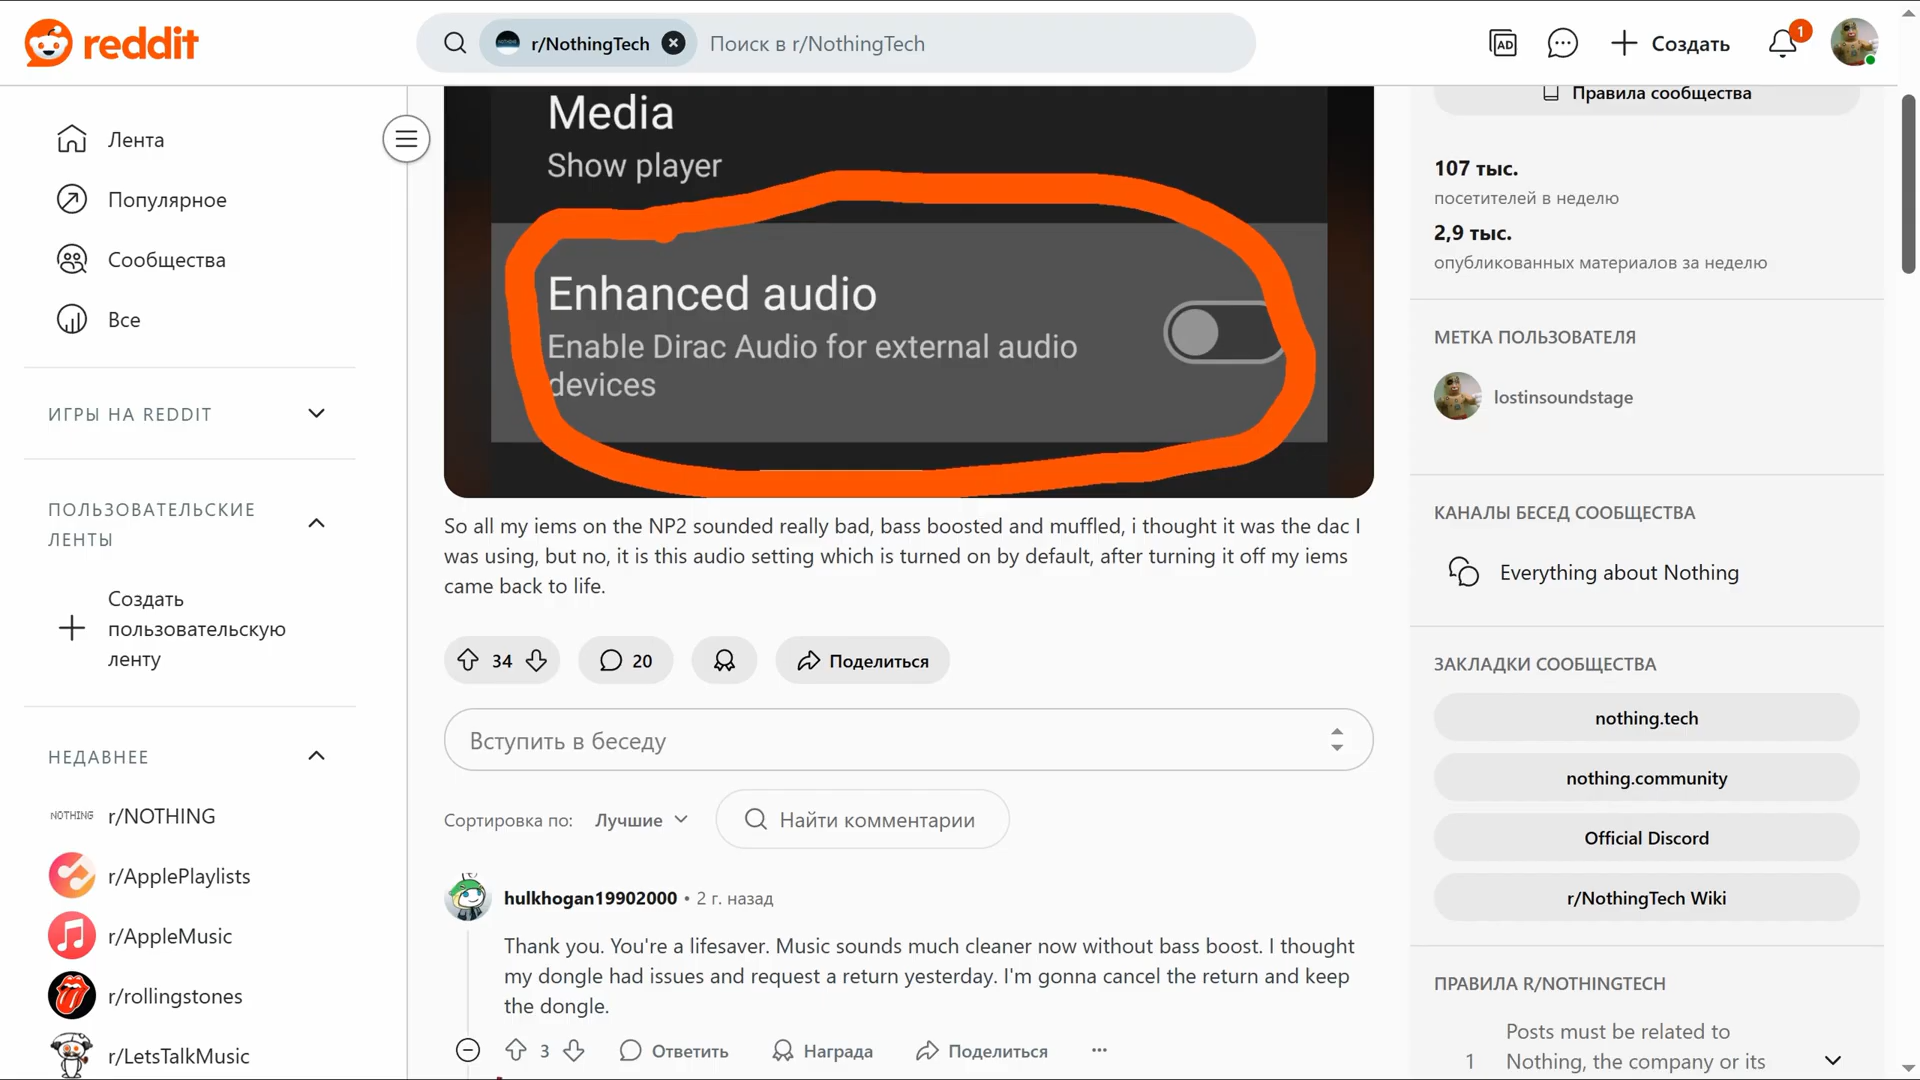 reddit
r/NothingTech
Поиск в r/NothingTech
AD
Создать
1
Лента
Популярное
Сообщества
Все
ИГРЫ НА REDDIT
ПОЛЬЗОВАТЕЛЬСКИЕ
ЛЕНТЫ
Создать
пользовательскую
ленту
НЕДАВНЕЕ
NOTHING
r/NOTHING
r/ApplePlaylists
r/AppleMusic
r/rollingstones
r/LetsTalkMusic
Media
Show player
Enhanced audio
Enable Dirac Audio for external audio
devices
So all my iems on the NP2 sounded really bad, bass boosted and muffled, i thought it was the dac I
was using, but no, it is this audio setting which is turned on by default, after turning it off my iems
came back to life.
34
20
Поделиться
Вступить в беседу
Сортировка по: Лучшие
Найти комментарии
hulkhogan19902000 • 2 г. назад
Thank you. You're a lifesaver. Music sounds much cleaner now without bass boost. I thought
my dongle had issues and request a return yesterday. I'm gonna cancel the return and keep
the dongle.
3
Ответить
Награда
Поделиться
Правила сообщества
107 тыс.
посетителей в неделю
2,9 тыс.
опубликованных материалов за неделю
МЕТКА ПОЛЬЗОВАТЕЛЯ
lostinsoundstage
КАНАЛЫ БЕСЕД СООБЩЕСТВА
Everything about Nothing
ЗАКЛАДКИ СООБЩЕСТВА
nothing.tech
nothing.community
Official Discord
r/NothingTech Wiki
ПРАВИЛА R/NOTHINGTECH
Posts must be related to
1 Nothing, the company or its